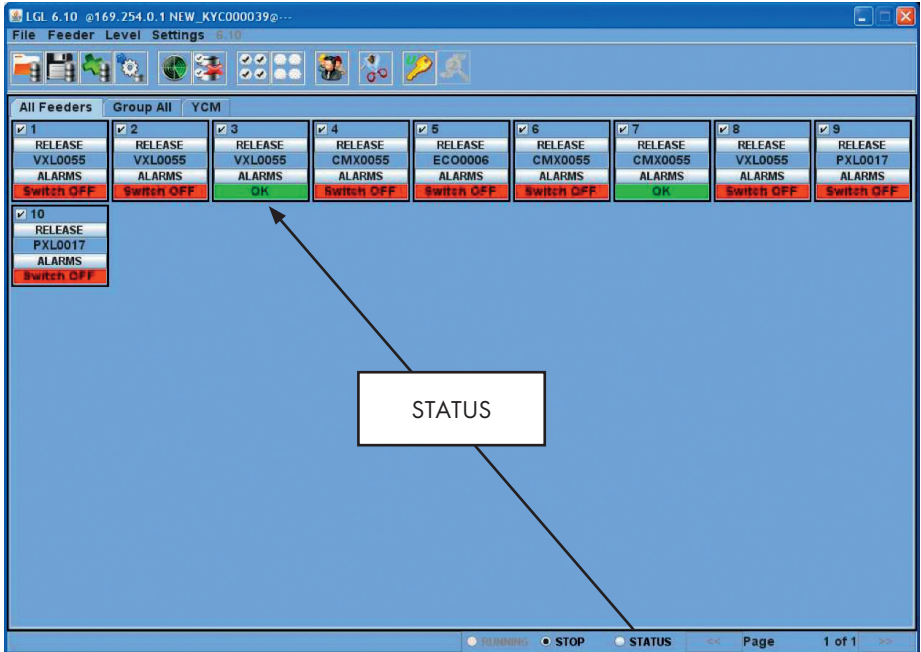 LGL 6.10 @169.254.0.1 NEW_KYC000039@---
File Feeder Level Settings 6.10
All Feeders Group All YCM
1 2 3 4 5 6 7 8 9
RELEASE RELEASE RELEASE RELEASE RELEASE RELEASE RELEASE RELEASE RELEASE
VXL0055 VXL0055 VXL0055 CMX0055 ECO0006 CMX0055 CMX0055 VXL0055 PXL0017
ALARMS ALARMS ALARMS ALARMS ALARMS ALARMS ALARMS ALARMS ALARMS
Switch OFF Switch OFF OK Switch OFF Switch OFF Switch OFF OK Switch OFF Switch OFF
10
RELEASE
PXL0017
ALARMS
Switch OFF
STATUS
RUNNING STOP STATUS << Page 1 of 1 >>